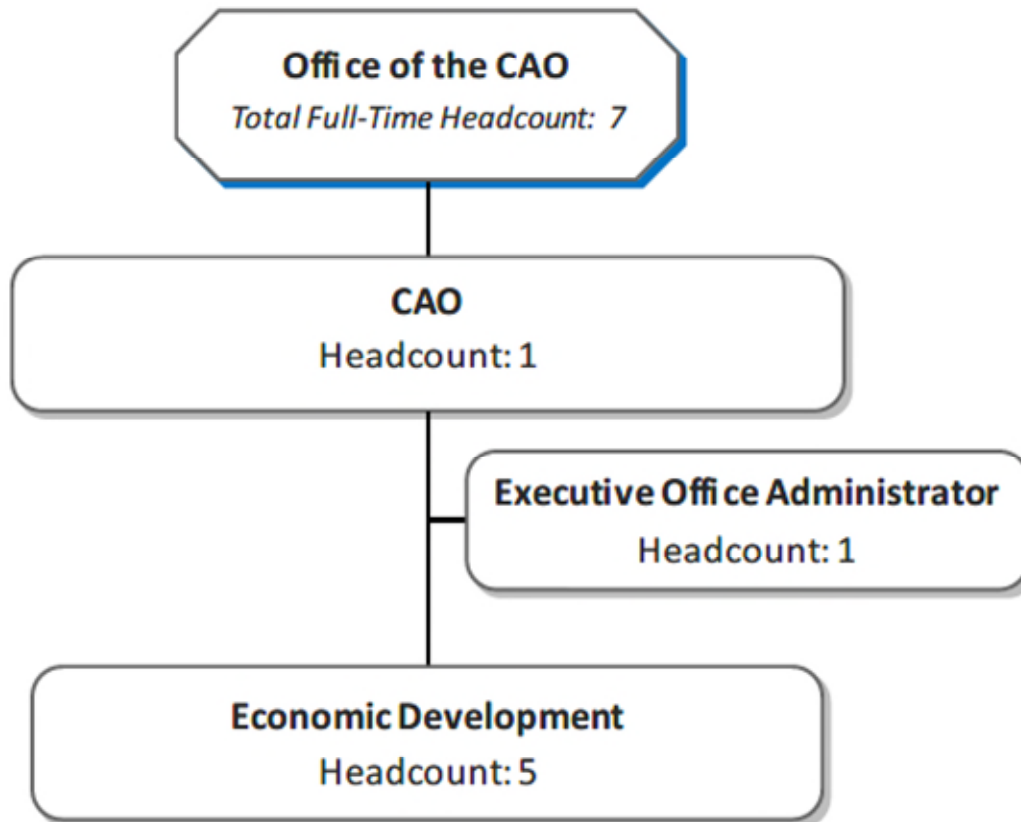 Office of the CAO
Total Full-Time Headcount: 7
CAO
Headcount: 1
Executive Office Administrator
Headcount: 1
Economic Development
Headcount: 5